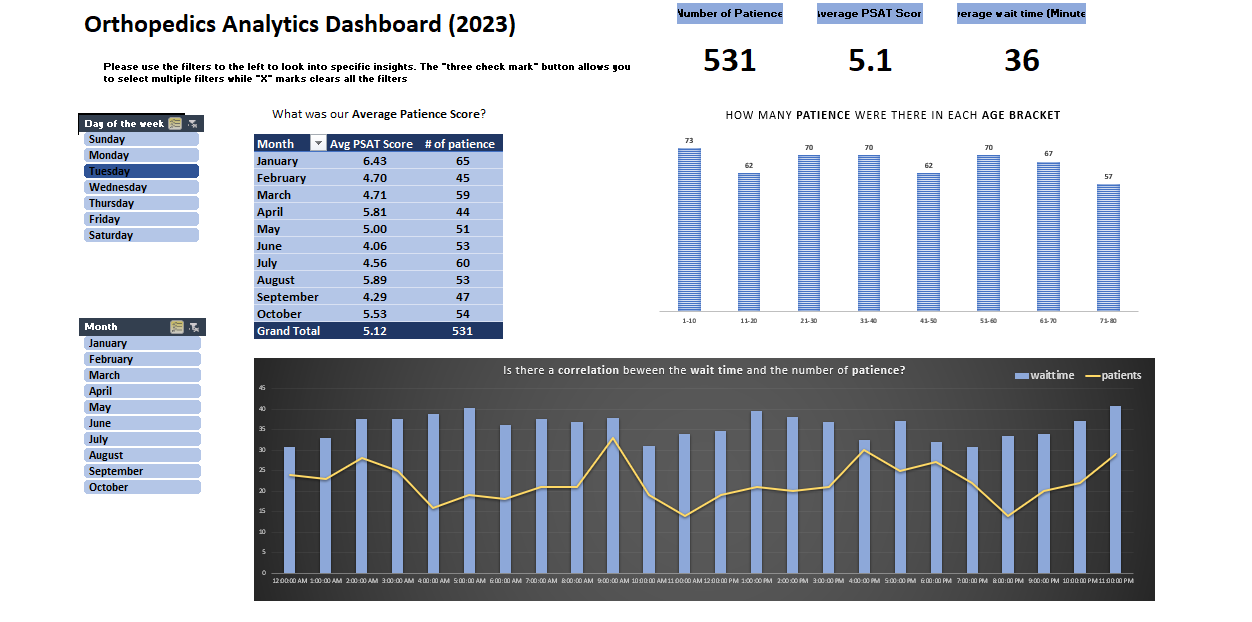 Orthopedics Analytics Dashboard (2023)
Number of Patience
Average PSAT Scor
verage wait time (Minute
531
5.1
36
Please use the filters to the left to look into specific insights. The "three check mark" button allows you
to select multiple filters while "X" marks clears all the filters
Day of the week
Sunday
Monday
Tuesday
Wednesday
Thursday
Friday
Saturday
What was our Average Patience Score?
Month Avg PSAT Score # of patience
January 6.43 65
February 4.70 45
March 4.71 59
April 5.81 44
May 5.00 51
June 4.06 53
July 4.56 60
August 5.89 53
September 4.29 47
October 5.53 54
Grand Total 5.12 531
HOW MANY PATIENCE WERE THERE IN EACH AGE BRACKET
73 62 70 70 62 70 67 57
1-10 11-20 21-30 31-40 41-50 51-60 61-70 71-80
Month
January
February
March
April
May
June
July
August
September
October
Is there a correlation beween the wait time and the number of patience?
waittime patients
45
40
35
30
25
20
15
10
5
0
12:00:00 AM 1:00:00 AM 2:00:00 AM 3:00:00 AM 4:00:00 AM 5:00:00 AM 6:00:00 AM 7:00:00 AM 8:00:00 AM 9:00:00 AM 10:00:00 AM 11:00:00 AM 12:00:00 PM 1:00:00 PM 2:00:00 PM 3:00:00 PM 4:00:00 PM 5:00:00 PM 6:00:00 PM 7:00:00 PM 8:00:00 PM 9:00:00 PM 10:00:00 PM 11:00:00 PM